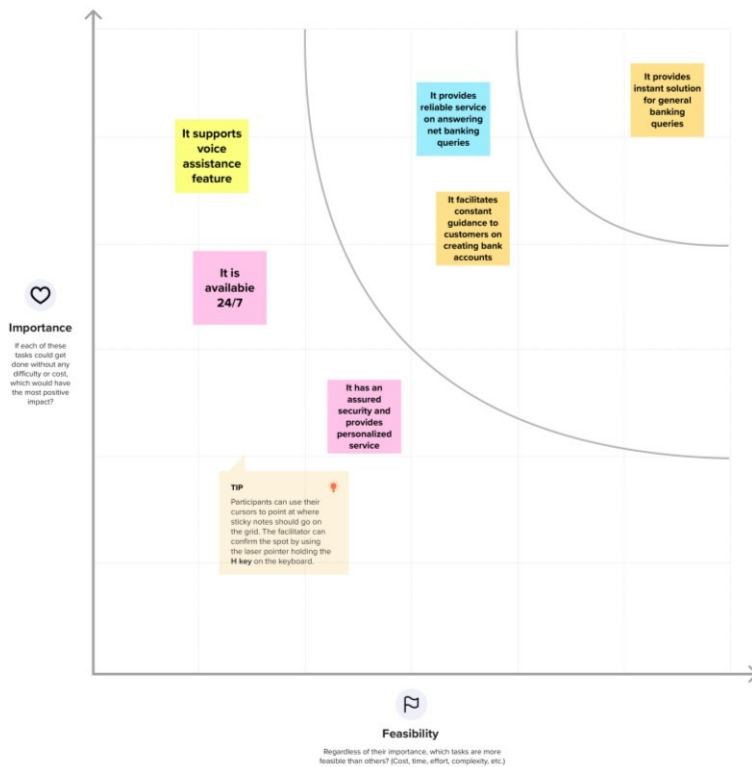 It provides
instant solution
for general
banking
queries
It provides
reliable service
on answering
net banking
queries
It supports
voice
assistance
feature
It facilitates
constant
guidance to
customers on
creating bank
accounts
It is
available
24/7
Importance
If each of these
tasks could get
done without any
difficulty or cost,
which would have
the most positive
impact?
It has an
assured
security and
provides
personalized
service
TIP
Participants can use their
cursors to point at where
sticky notes should go on
the grid. The facilitator can
confirm the spot by using
the laser pointer holding the
H key on the keyboard.
Feasibility
Regardless of their importance, which tasks are more
feasible than others? (Cost, time, effort, complexity, etc.)